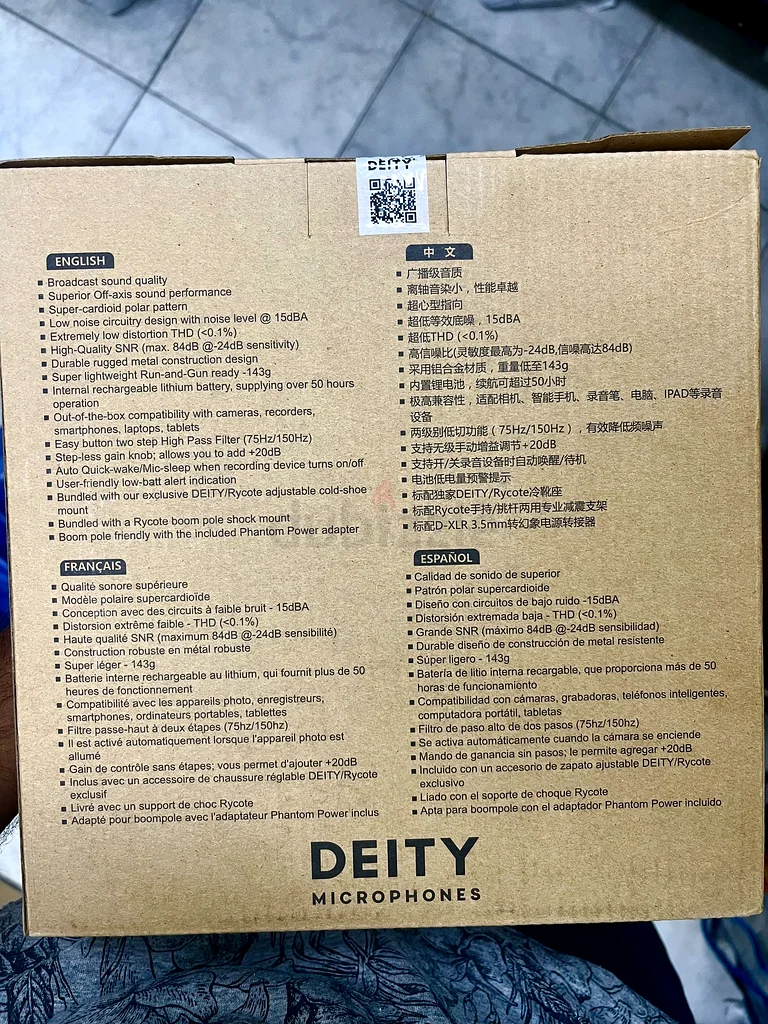 DEITY
ENGLISH
■ Broadcast sound quality
■ Superior Off-axis sound performance
■ Super-cardioid polar pattern
■ Low noise circuitry design with noise level @ 15dBA
■ Extremely low distortion THD (<0.1%)
■ High-Quality SNR (max. 84dB @-24dB sensitivity)
■ Durable rugged metal construction design
■ Super lightweight Run-and-Gun ready -143g
■ Internal rechargeable lithium battery, supplying over 50 hours
operation
■ Out-of-the-box compatibility with cameras, recorders,
smartphones, laptops, tablets
■ Easy button two step High Pass Filter (75Hz/150Hz)
■ Step-less gain knob; allows you to add +20dB
■ Auto Quick-wake/Mic-sleep when recording device turns on/off
■ User-friendly low-batt alert indication
■ Bundled with our exclusive DEITY/Rycote adjustable cold-shoe
mount
■ Bundled with a Rycote boom pole shock mount
■ Boom pole friendly with the included Phantom Power adapter
中 文
■ 广播级音质
■ 离轴音染小，性能卓越
■ 超心型指向
■ 超低等效底噪，15dBA
■ 超低THD (<0.1%)
■ 高信噪比(灵敏度最高为-24dB,信噪高达84dB)
■ 采用铝合金材质，重量低至143g
■ 内置锂电池，续航可超过50小时
■ 极高兼容性，适配相机、智能手机、录音笔、电脑、IPAD等录音
设备
■ 两级别低切功能（75Hz/150Hz），有效降低频噪声
■ 支持无级手动增益调节+20dB
■ 支持开/关录音设备时自动唤醒/待机
■ 电池低电量预警提示
■ 标配独家DEITY/Rycote冷靴座
■ 标配Rycote手持/挑杆两用专业减震支架
■ 标配D-XLR 3.5mm转幻象电源转接器
FRANÇAIS
■ Qualité sonore supérieure
■ Modèle polaire supercardioïde
■ Conception avec des circuits à faible bruit - 15dBA
■ Distorsion extrême faible - THD (<0.1%)
■ Haute qualité SNR (maximum 84dB @-24dB sensibilité)
■ Construction robuste en métal robuste
■ Super léger - 143g
■ Batterie interne rechargeable au lithium, qui fournit plus de 50
heures de fonctionnement
■ Compatibilité avec les appareils photo, enregistreurs,
smartphones, ordinateurs portables, tablettes
■ Filtre passe-haut à deux étapes (75hz/150hz)
■ Il est activé automatiquement lorsque l'appareil photo est
allumé
■ Gain de contrôle sans étapes; vous permet d'ajouter +20dB
■ Inclus avec un accessoire de chaussure réglable DEITY/Rycote
exclusif
■ Livré avec un support de choc Rycote
■ Adapté pour boompole avec l'adaptateur Phantom Power inclus
ESPAÑOL
■ Calidad de sonido de superior
■ Patrón polar supercardioide
■ Diseño con circuitos de bajo ruido -15dBA
■ Distorsión extremada baja - THD (<0.1%)
■ Grande SNR (máximo 84dB @-24dB sensibilidad)
■ Durable diseño de construcción de metal resistente
■ Súper ligero - 143g
■ Batería de litio interna recargable, que proporciona más de 50
horas de funcionamiento
■ Compatibilidad con cámaras, grabadoras, teléfonos inteligentes,
computadora portátil, tabletas
■ Filtro de paso alto de dos pasos (75hz/150hz)
■ Se activa automáticamente cuando la cámara se enciende
■ Mando de ganancia sin pasos; le permite agregar +20dB
■ Incluido con un accesorio de zapato ajustable DEITY/Rycote
exclusivo
■ Liado con el soporte de choque Rycote
■ Apta para boompole con el adaptador Phantom Power incluido
DEITY
MICROPHONES